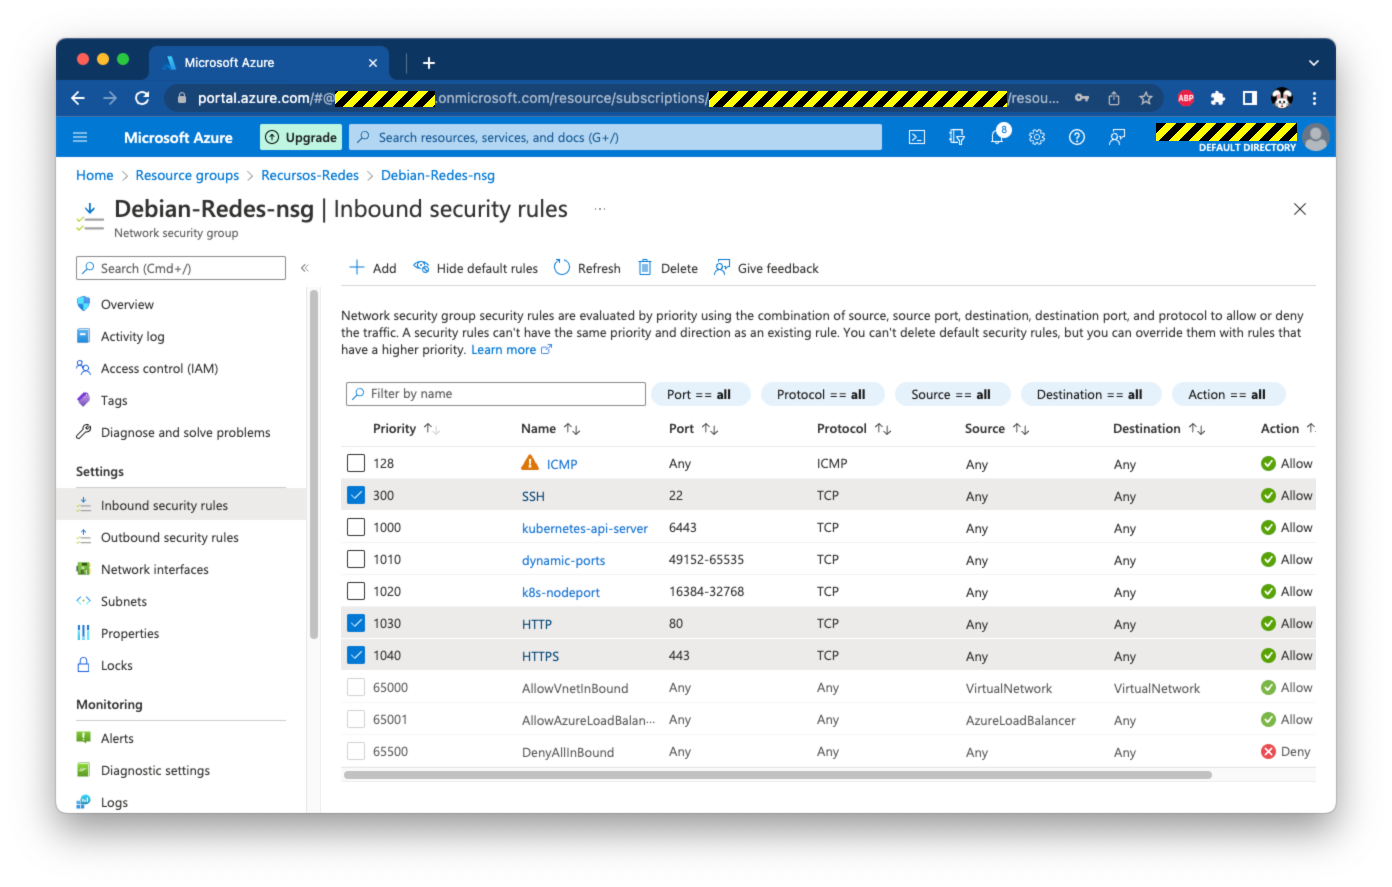 Microsoft Azure
portal.azure.com/#@ .onmicrosoft.com/resource/subscriptions/ /resou...
ABP
Microsoft Azure
Upgrade
Search resources, services, and docs (G+/)
8
DEFAULT DIRECTORY
Home > Resource groups > Recursos-Redes > Debian-Redes-nsg
Debian-Redes-nsg | Inbound security rules ...
Network security group
Search (Cmd+/)
«
Add
Hide default rules
Refresh
Delete
Give feedback
Overview
Activity log
Access control (IAM)
Tags
Diagnose and solve problems
Settings
Inbound security rules
Outbound security rules
Network interfaces
Subnets
Properties
Locks
Monitoring
Alerts
Diagnostic settings
Logs
Network security group security rules are evaluated by priority using the combination of source, source port, destination, destination port, and protocol to allow or deny
the traffic. A security rules can't have the same priority and direction as an existing rule. You can't delete default security rules, but you can override them with rules that
have a higher priority. Learn more
Filter by name
Port == all
Protocol == all
Source == all
Destination == all
Action == all
Priority ↑↓ Name ↑↓ Port ↑↓ Protocol ↑↓ Source ↑↓ Destination ↑↓ Action ↑
128 ICMP Any ICMP Any Any Allow
300 SSH 22 TCP Any Any Allow
1000 kubernetes-api-server 6443 TCP Any Any Allow
1010 dynamic-ports 49152-65535 TCP Any Any Allow
1020 k8s-nodeport 16384-32768 TCP Any Any Allow
1030 HTTP 80 TCP Any Any Allow
1040 HTTPS 443 TCP Any Any Allow
65000 AllowVnetInBound Any Any VirtualNetwork VirtualNetwork Allow
65001 AllowAzureLoadBalan... Any Any AzureLoadBalancer Any Allow
65500 DenyAllInBound Any Any Any Any Deny